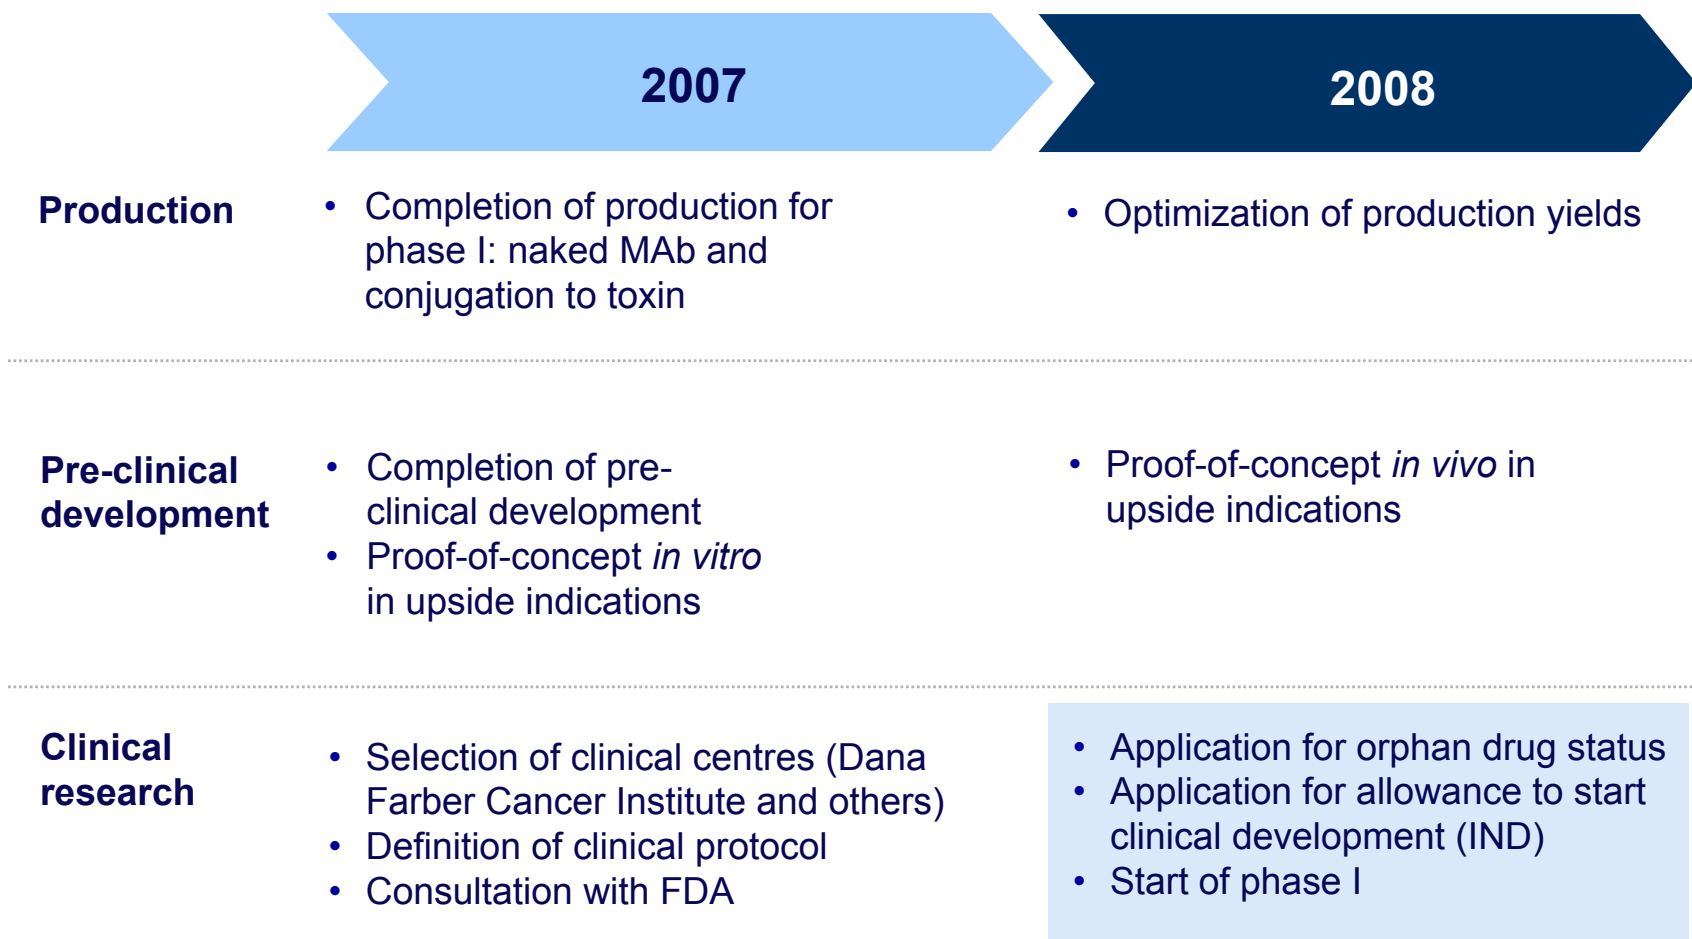 2007
2008
Production
• Completion of production for
phase I: naked MAb and
conjugation to toxin
• Optimization of production yields
Pre-clinical
development
• Completion of pre-
clinical development
• Proof-of-concept in vitro
in upside indications
• Proof-of-concept in vivo in
upside indications
Clinical
research
• Selection of clinical centres (Dana
Farber Cancer Institute and others)
• Definition of clinical protocol
• Consultation with FDA
• Application for orphan drug status
• Application for allowance to start
clinical development (IND)
• Start of phase I